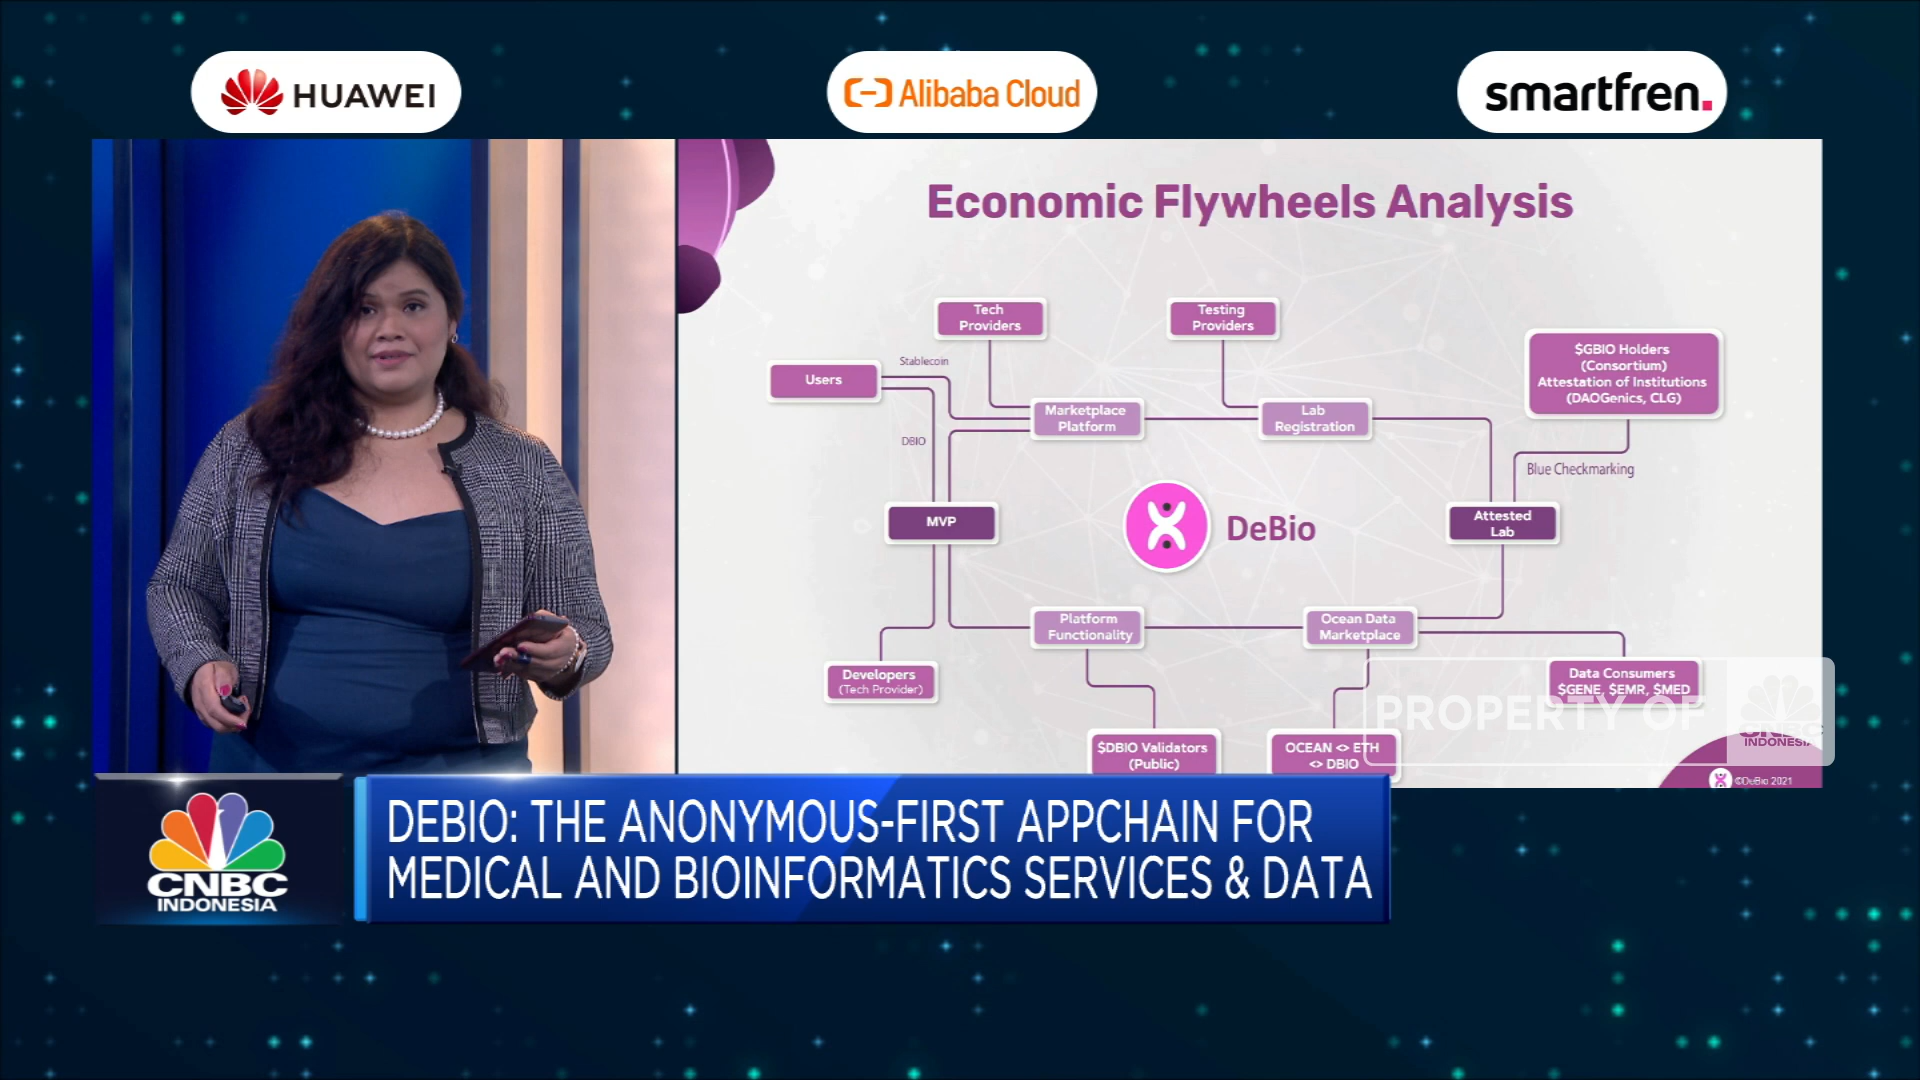 HUAWEI
Alibaba Cloud
smartfren.
Economic Flywheels Analysis
Tech
Providers
Testing
Providers
$GBIO Holders
(Consortium)
Attestation of Institutions
(DAOGenics, CLG)
Stablecoin
Users
Marketplace
Platform
Lab
Registration
DBIO
Blue Checkmarking
MVP
DeBio
Attested
Lab
Platform
Functionality
Ocean Data
Marketplace
Developers
(Tech Provider)
Data Consumers
$GENE, $EMR, $MED
PROPERTY OF
CNBC
INDONESIA
$DBIO Validators
(Public)
OCEAN <> ETH
<> DBIO
©DeBio 2021
CNBC
INDONESIA
DEBIO: THE ANONYMOUS-FIRST APPCHAIN FOR
MEDICAL AND BIOINFORMATICS SERVICES & DATA